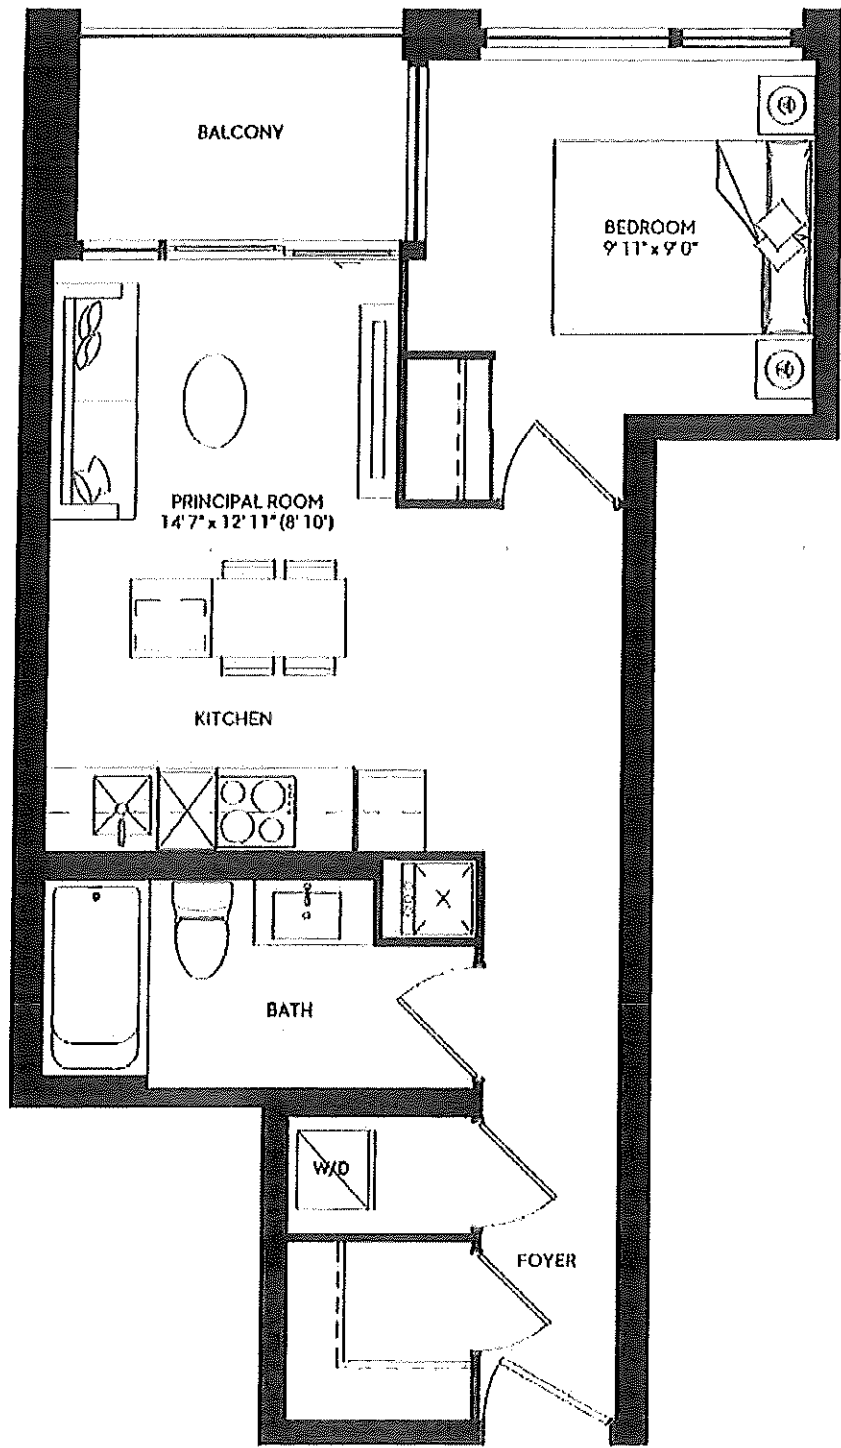 BALCONY
BEDROOM
9' 11" x 9' 0"
PRINCIPAL ROOM
14' 7" x 12' 11" (8' 10')
KITCHEN
BATH
W/D
FOYER